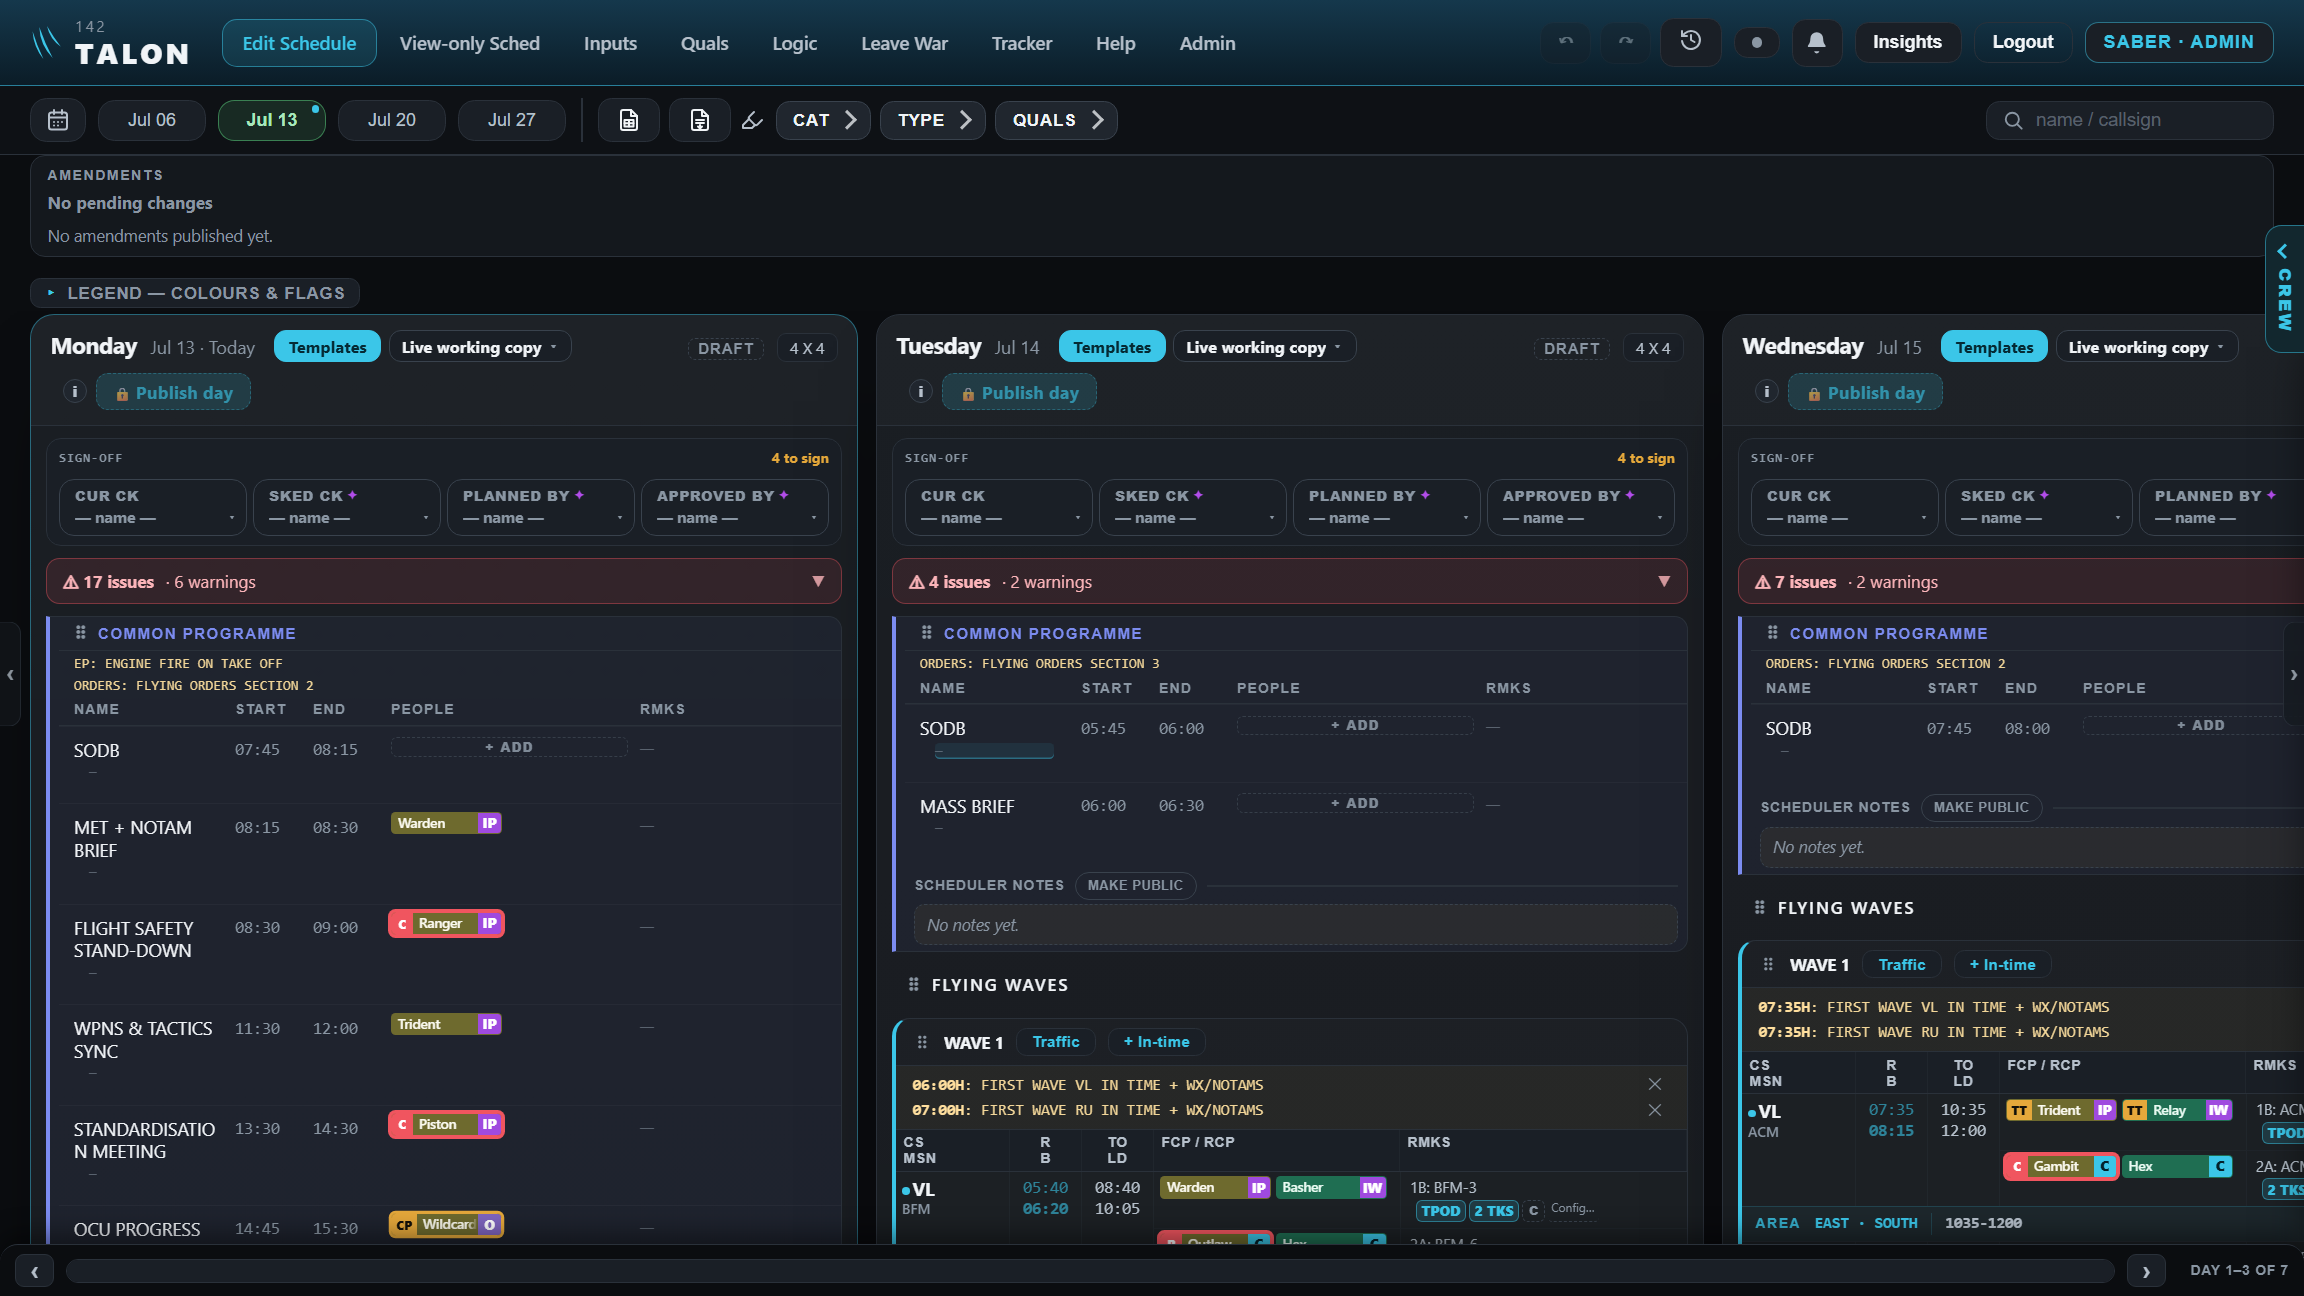 142
TALON
Edit Schedule
View-only Sched
Inputs
Quals
Logic
Leave War
Tracker
Help
Admin
Insights
Logout
SABER · ADMIN
Jul 06
Jul 13
Jul 20
Jul 27
CAT
TYPE
QUALS
name / callsign
AMENDMENTS
No pending changes
No amendments published yet.
LEGEND — COLOURS & FLAGS
CREW
Monday Jul 13 · Today Templates Live working copy DRAFT 4 X 4
i Publish day
SIGN-OFF 4 to sign
CUR CK SKED CK PLANNED BY APPROVED BY
— name — — name — — name — — name —
17 issues · 6 warnings
COMMON PROGRAMME
EP: ENGINE FIRE ON TAKE OFF
ORDERS: FLYING ORDERS SECTION 2
NAME START END PEOPLE RMKS
SODB 07:45 08:15 + ADD —
—
MET + NOTAM BRIEF 08:15 08:30 Warden IP —
—
FLIGHT SAFETY STAND-DOWN 08:30 09:00 C Ranger IP —
—
WPNS & TACTICS SYNC 11:30 12:00 Trident IP —
—
STANDARDISATIO
N MEETING 13:30 14:30 C Piston IP —
—
OCU PROGRESS 14:45 15:30 CP Wildcard O —
Tuesday Jul 14 Templates Live working copy DRAFT 4 X 4
i Publish day
SIGN-OFF 4 to sign
CUR CK SKED CK PLANNED BY APPROVED BY
— name — — name — — name — — name —
4 issues · 2 warnings
COMMON PROGRAMME
ORDERS: FLYING ORDERS SECTION 3
NAME START END PEOPLE RMKS
SODB 05:45 06:00 + ADD —
—
MASS BRIEF 06:00 06:30 + ADD —
—
SCHEDULER NOTES MAKE PUBLIC
No notes yet.
FLYING WAVES
WAVE 1 Traffic + In-time
06:00H: FIRST WAVE VL IN TIME + WX/NOTAMS
07:00H: FIRST WAVE RU IN TIME + WX/NOTAMS
CS R TO FCP / RCP RMKS
MSN B LD
VL 05:40 08:40 Warden IP Basher IW 1B: BFM-3
BFM 06:20 10:05 TPOD 2 TKS C Config...
Outlaw C Hex C 2A: BFM-6
Wednesday Jul 15 Templates Live working copy
i Publish day
SIGN-OFF
CUR CK SKED CK PLANNED BY
— name — — name — — name —
7 issues · 2 warnings
COMMON PROGRAMME
ORDERS: FLYING ORDERS SECTION 2
NAME START END PEOPLE
SODB 07:45 08:00 + ADD
—
SCHEDULER NOTES MAKE PUBLIC
No notes yet.
FLYING WAVES
WAVE 1 Traffic + In-time
07:35H: FIRST WAVE VL IN TIME + WX/NOTAMS
07:35H: FIRST WAVE RU IN TIME + WX/NOTAMS
CS R TO FCP / RCP RMKS
MSN B LD
VL 07:35 10:35 TT Trident IP TT Relay IW 1B: ACM
ACM 08:15 12:00 TPOD
C Gambit C Hex C 2A: ACM
2 TKS
AREA EAST · SOUTH 1035-1200
DAY 1–3 OF 7